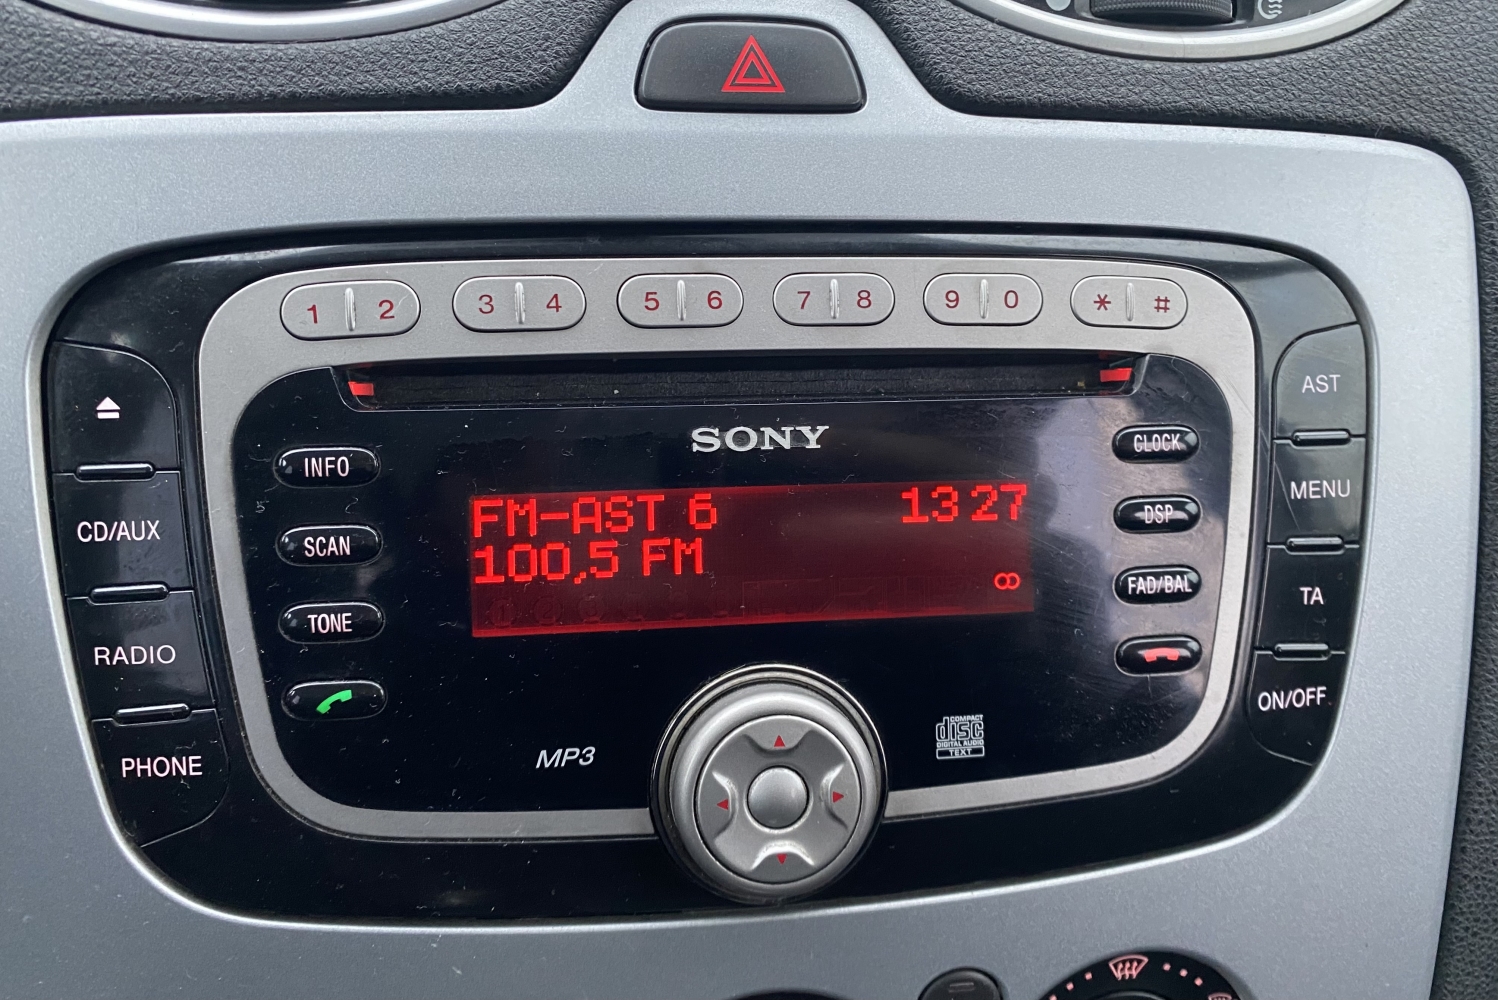 1 2 3 4 5 6 7 8 9 0 * #
SONY
FM-AST 6 13 27
100,5 FM
CD/AUX
RADIO
PHONE
INFO
SCAN
TONE
CLOCK
DSP
FAD/BAL
AST
MENU
TA
ON/OFF
MP3
COMPACT
disc
DIGITAL AUDIO
TEXT